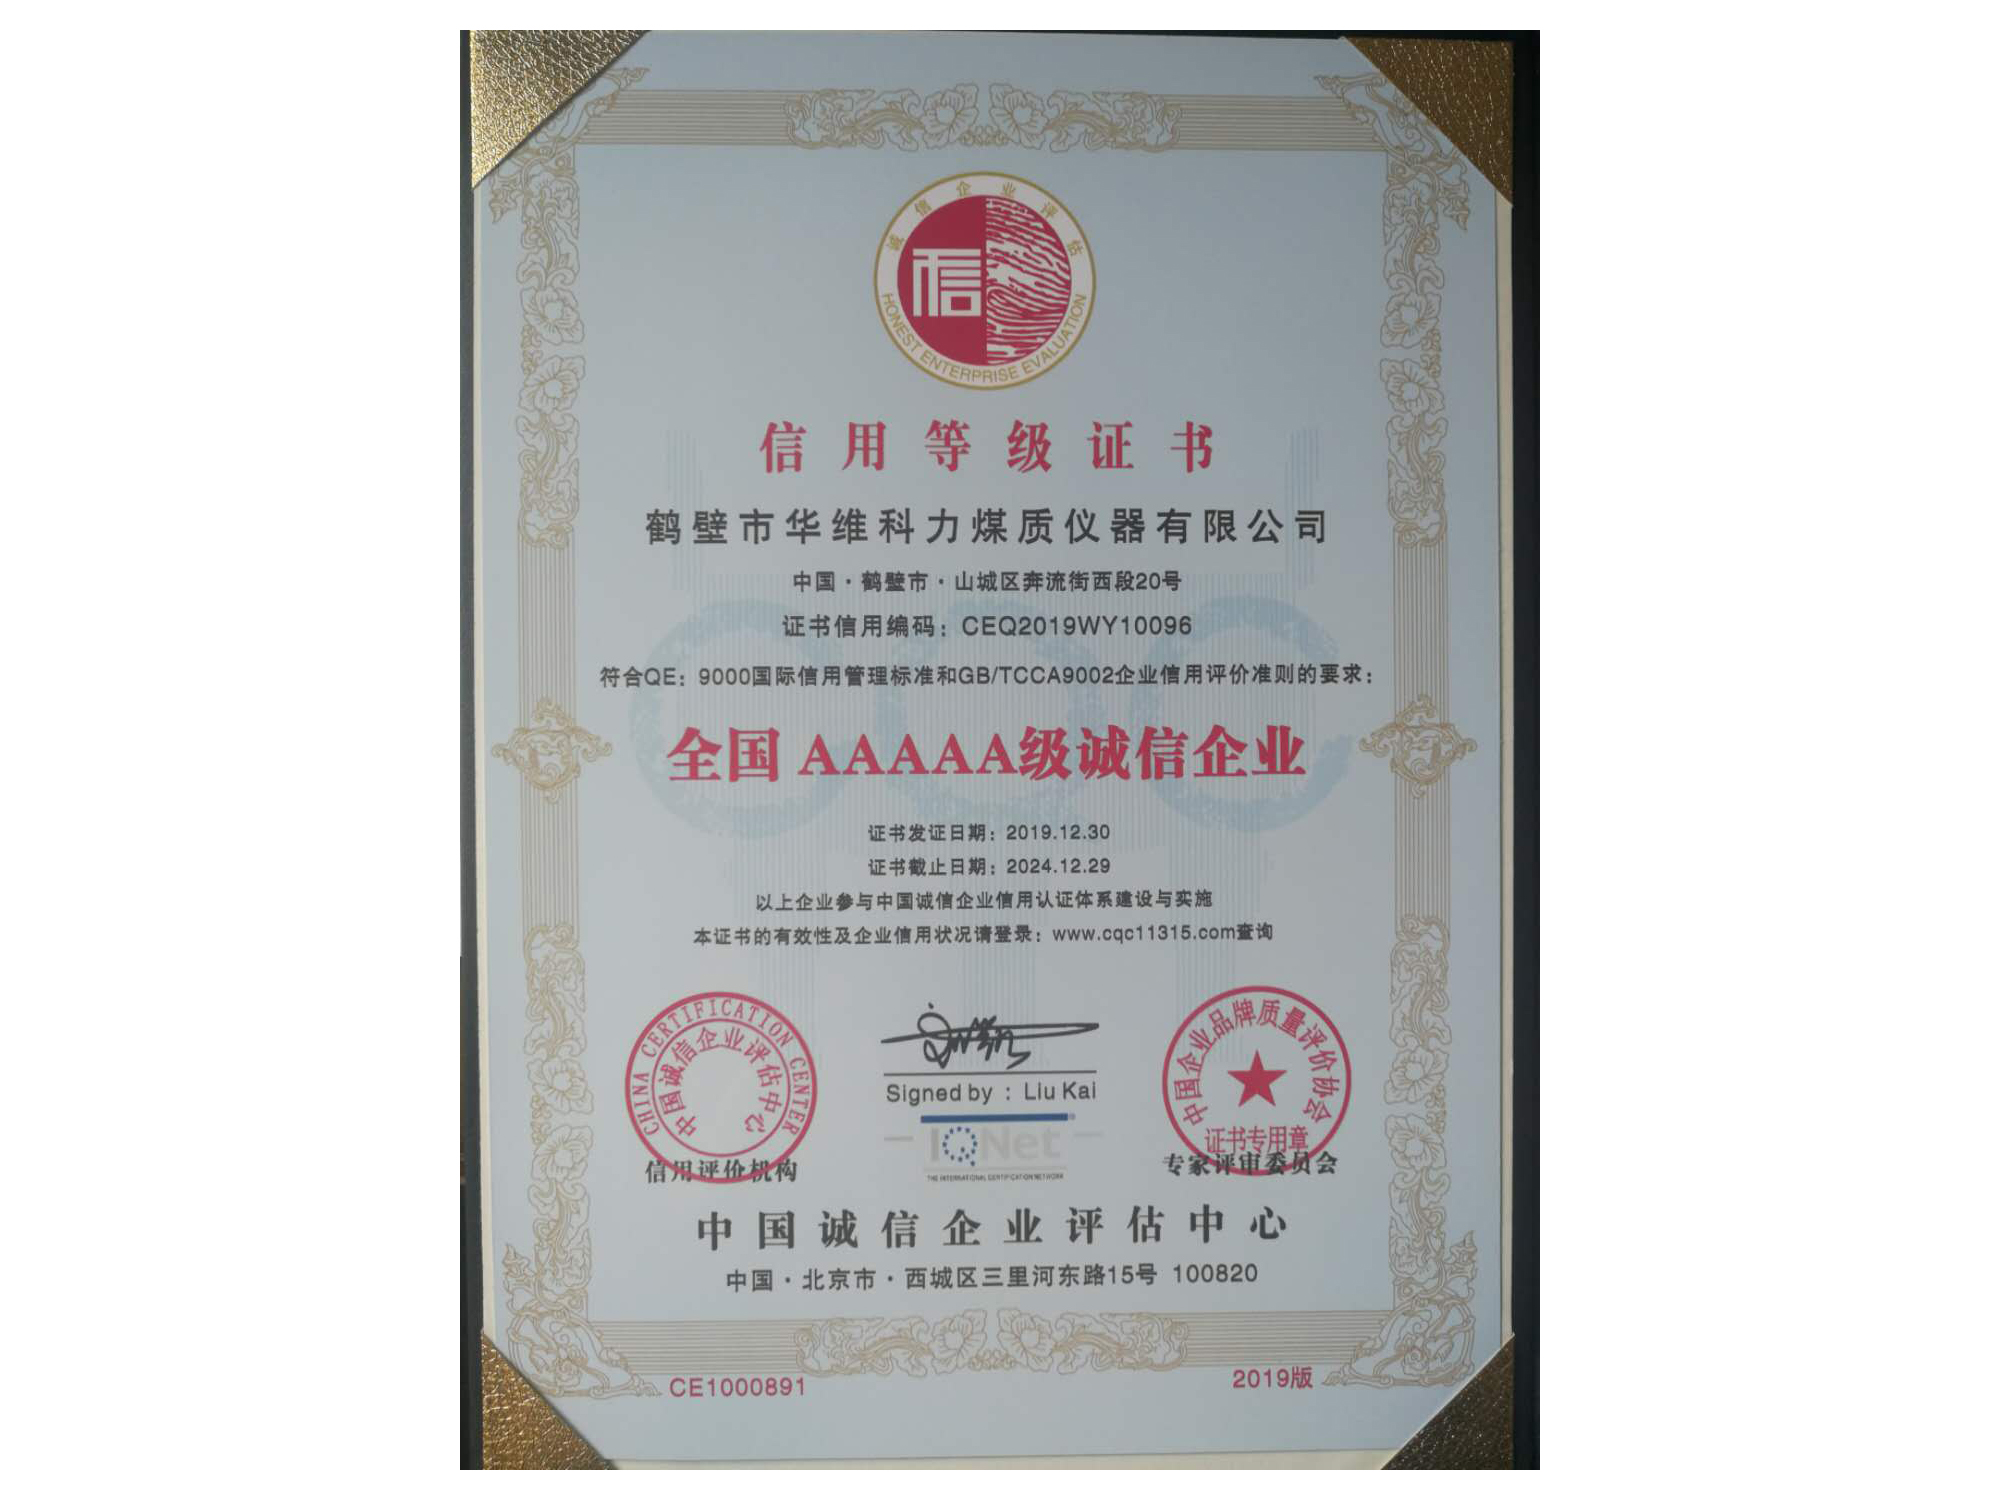 诚信企业评估
信
HONEST ENTERPRISE EVALUATION
信用等级证书
鹤壁市华维科力煤质仪器有限公司
中国·鹤壁市·山城区奔流街西段20号
证书信用编码：CEQ2019WY10096
符合QE：9000国际信用管理标准和GB/TCCA9002企业信用评价准则的要求：
全国 AAAAA级诚信企业
证书发证日期：2019.12.30
证书截止日期：2024.12.29
以上企业参与中国诚信企业信用认证体系建设与实施
本证书的有效性及企业信用状况请登录：www.cqc11315.com查询
CHINA CERTIFICATION CENTER
中国诚信企业评估中心
信用评价机构
Signed by : Liu Kai
IQNet
THE INTERNATIONAL CERTIFICATION NETWORK
中国企业品牌质量评价协会
证书专用章
专家评审委员会
中国诚信企业评估中心
中国·北京市·西城区三里河东路15号 100820
CE1000891
2019版